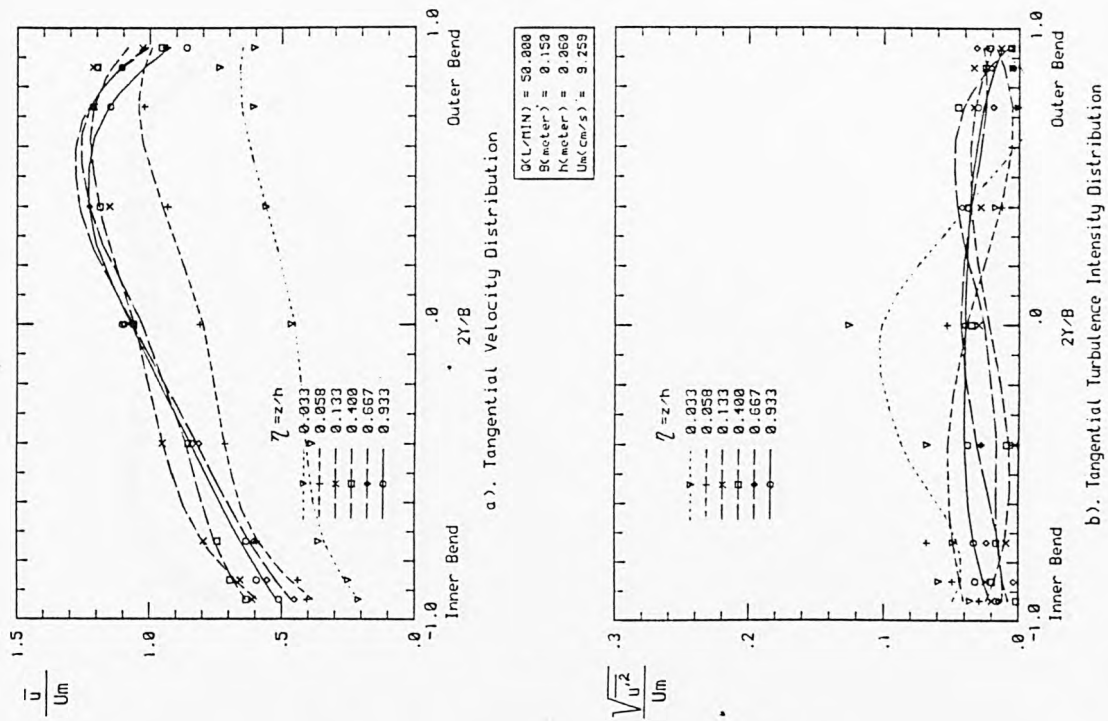 1.5
1.0
.5
.0
u
Um
-1.0
.0
1.0
Inner Bend
2Y/B
Outer Bend
η=z/h
0.033
0.058
0.133
0.400
0.667
0.933
a). Tangential Velocity Distribution
Q(L/MIN) = 50.000
B(meter) = 0.150
h(meter) = 0.060
Um(cm/s) = 9.259
.3
.2
.1
.0
√u'2
Um
-1.0
.0
1.0
Inner Bend
2Y/B
Outer Bend
η=z/h
0.033
0.058
0.133
0.400
0.667
0.933
b). Tangential Turbulence Intensity Distribution